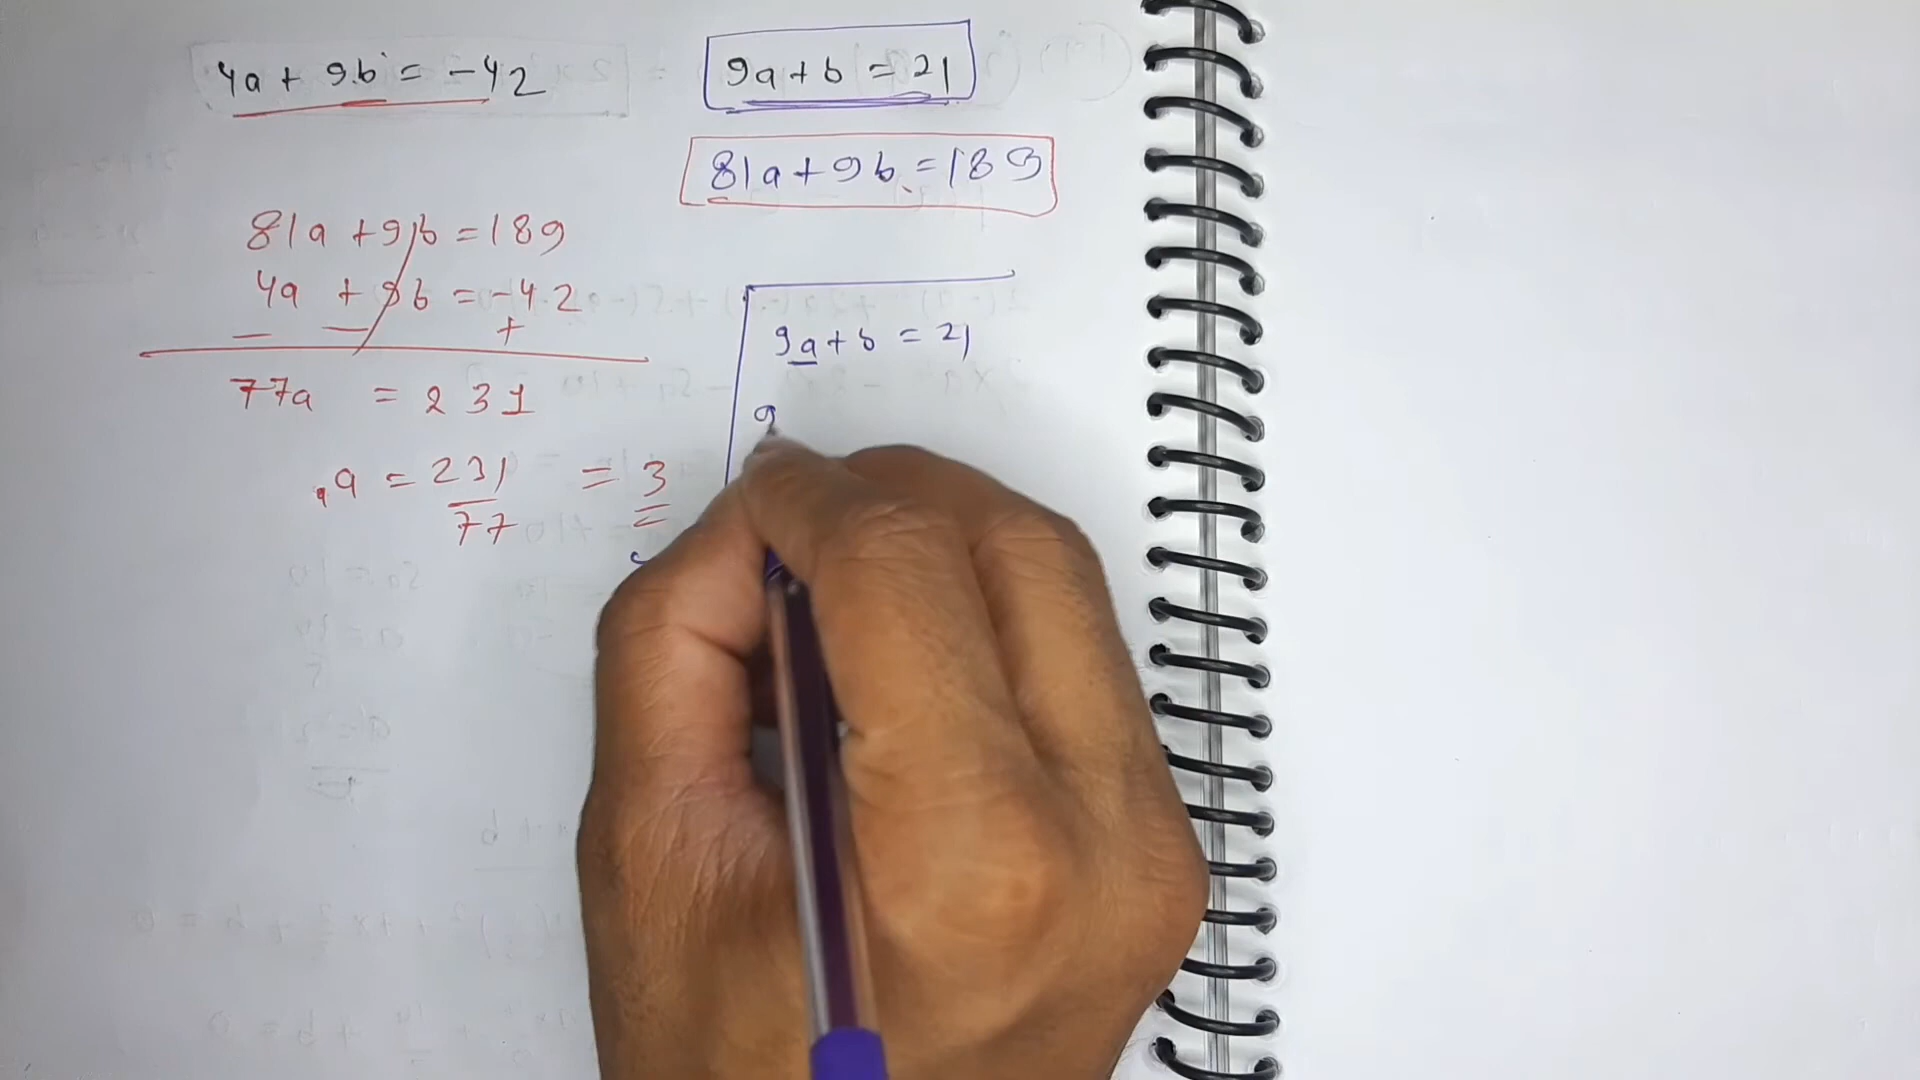 4a + 9b = -42
9a + b = 21
81a + 9b = 189
81a + 9b = 189
4a + 9b = -42
- - +
77a = 231
a = 231/77 = 3
9a + b = 21
9